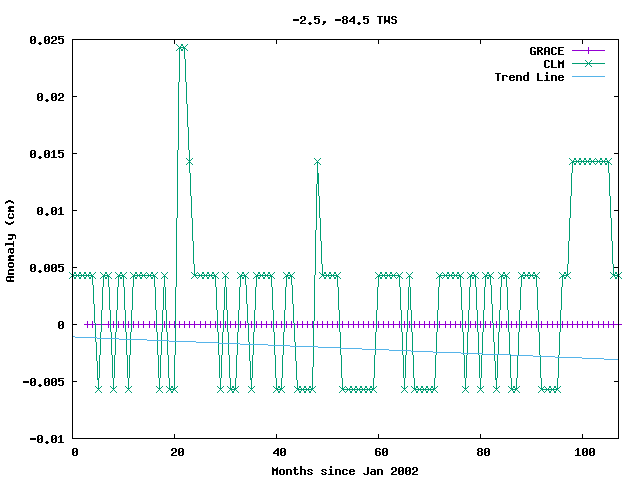 -2.5, -84.5 TWS
0.025
0.02
0.015
0.01
0.005
0
-0.005
-0.01
Anomaly (cm)
GRACE
CLM
Trend Line
0 20 40 60 80 100
Months since Jan 2002